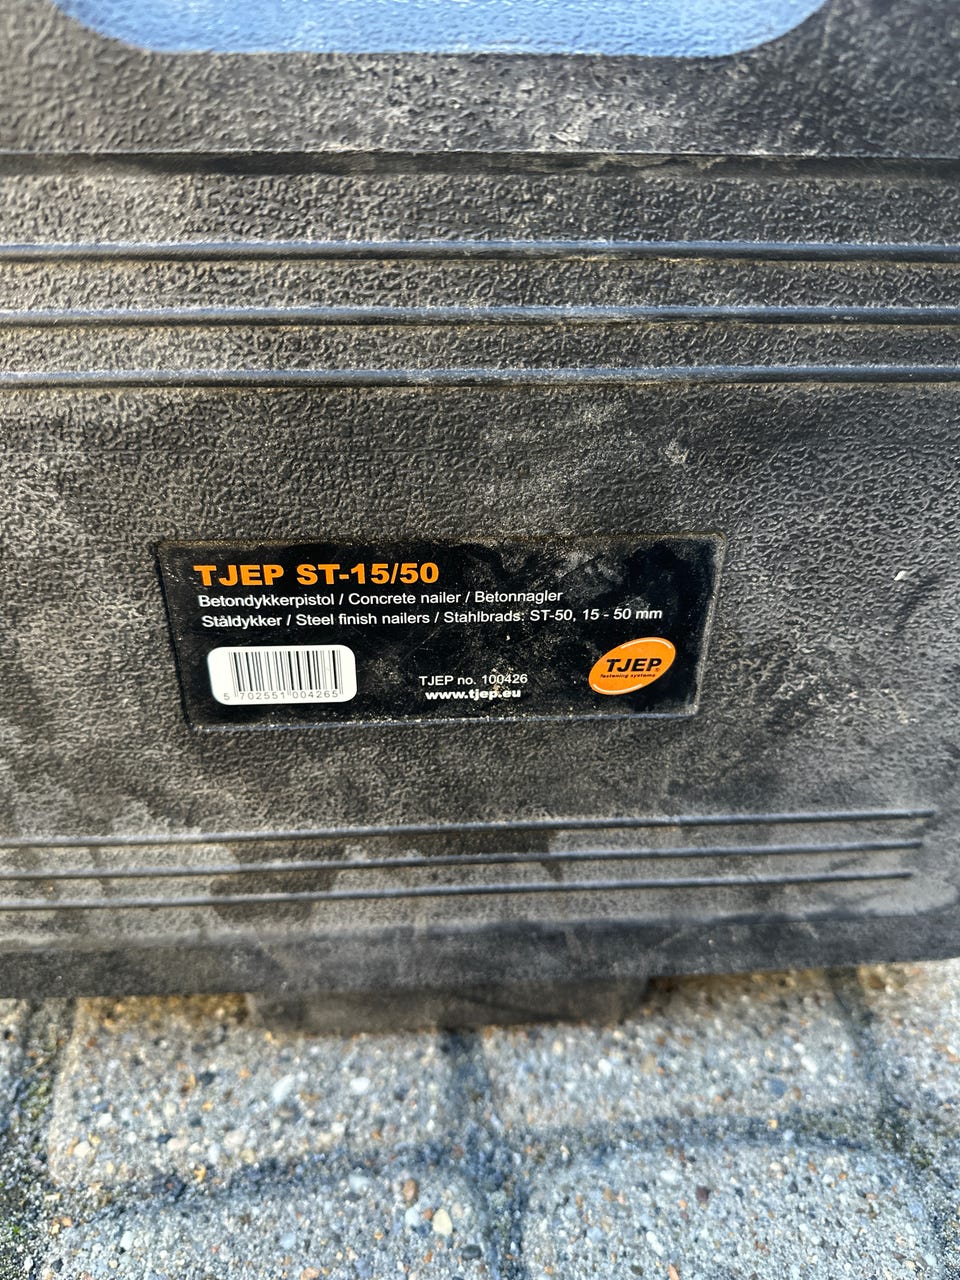 TJEP ST-15/50
Betondykkerpistol / Concrete nailer / Betonnagler
Ståldykker / Steel finish nailers / Stahlbrads: ST-50, 15 - 50 mm
5 702551 004265
TJEP no. 100426
www.tjep.eu
TJEP®
fastening systems